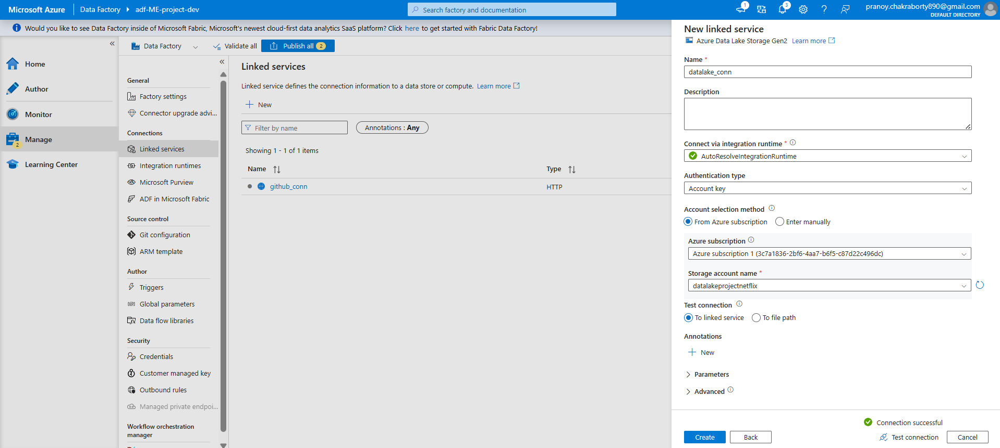 Microsoft Azure
Data Factory
adf-ME-project-dev
Search factory and documentation
1
3
pranoy.chakraborty890@gmail.com
DEFAULT DIRECTORY
Would you like to see Data Factory inside of Microsoft Fabric, Microsoft's newest cloud-first data analytics SaaS platform? Click here to get started with Fabric Data Factory!
Home
Author
Monitor
Manage
2
Learning Center
Data Factory
Validate all
Publish all 2
General
Factory settings
Connector upgrade advi...
Connections
Linked services
Integration runtimes
Microsoft Purview
ADF in Microsoft Fabric
Source control
Git configuration
ARM template
Author
Triggers
Global parameters
Data flow libraries
Security
Credentials
Customer managed key
Outbound rules
Managed private endpoi...
Workflow orchestration
manager
Linked services
Linked service defines the connection information to a data store or compute. Learn more
New
Filter by name
Annotations : Any
Showing 1 - 1 of 1 items
Name
Type
github_conn
HTTP
New linked service
Azure Data Lake Storage Gen2 Learn more
Name *
datalake_conn
Description
Connect via integration runtime *
AutoResolveIntegrationRuntime
Authentication type
Account key
Account selection method
From Azure subscription
Enter manually
Azure subscription
Azure subscription 1 (3c7a1836-2bf6-4aa7-b6f5-c87d22c496dc)
Storage account name *
datalakeprojectnetflix
Test connection
To linked service
To file path
Annotations
New
Parameters
Advanced
Connection successful
Create
Back
Test connection
Cancel